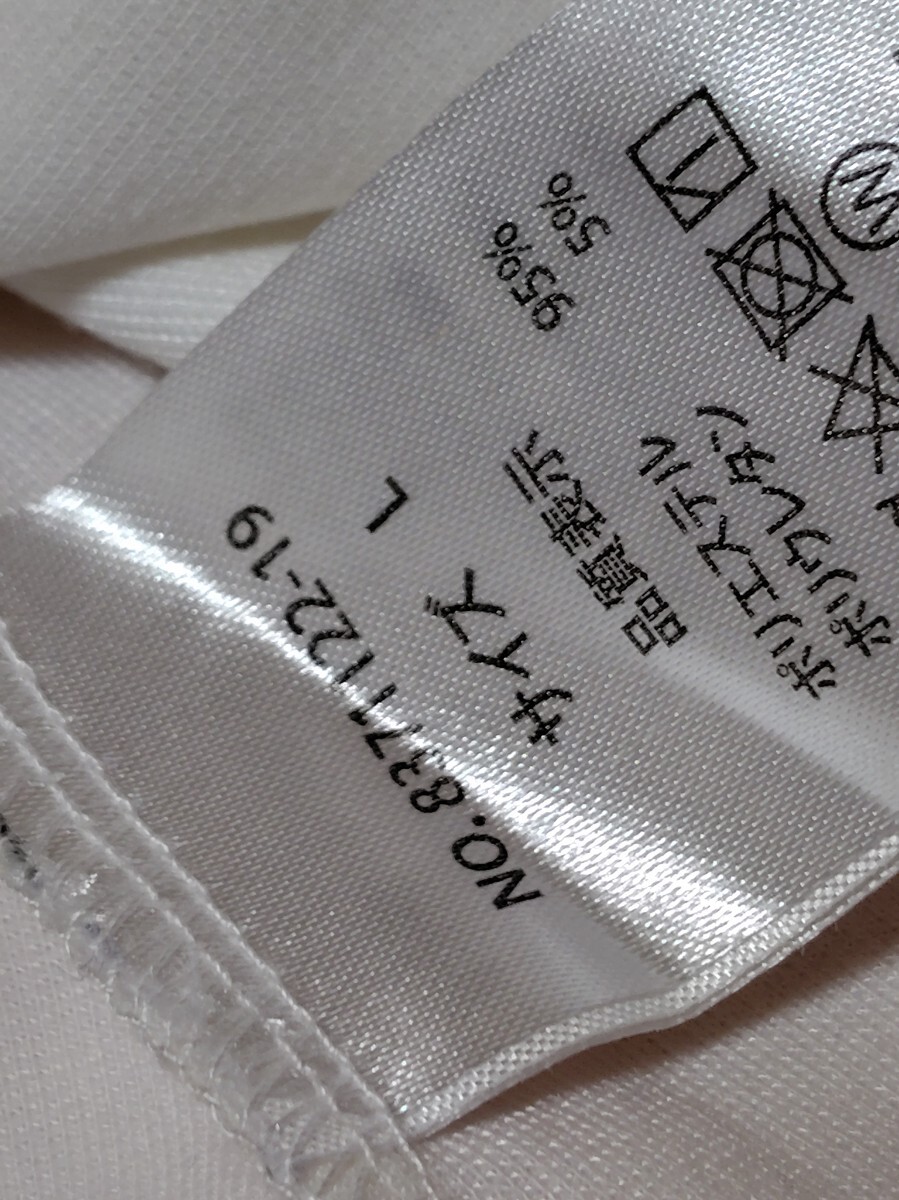 NO.8371122-19
サイズ L
品質表示
ポリエステル 95%
ポリウレタン 5%
W